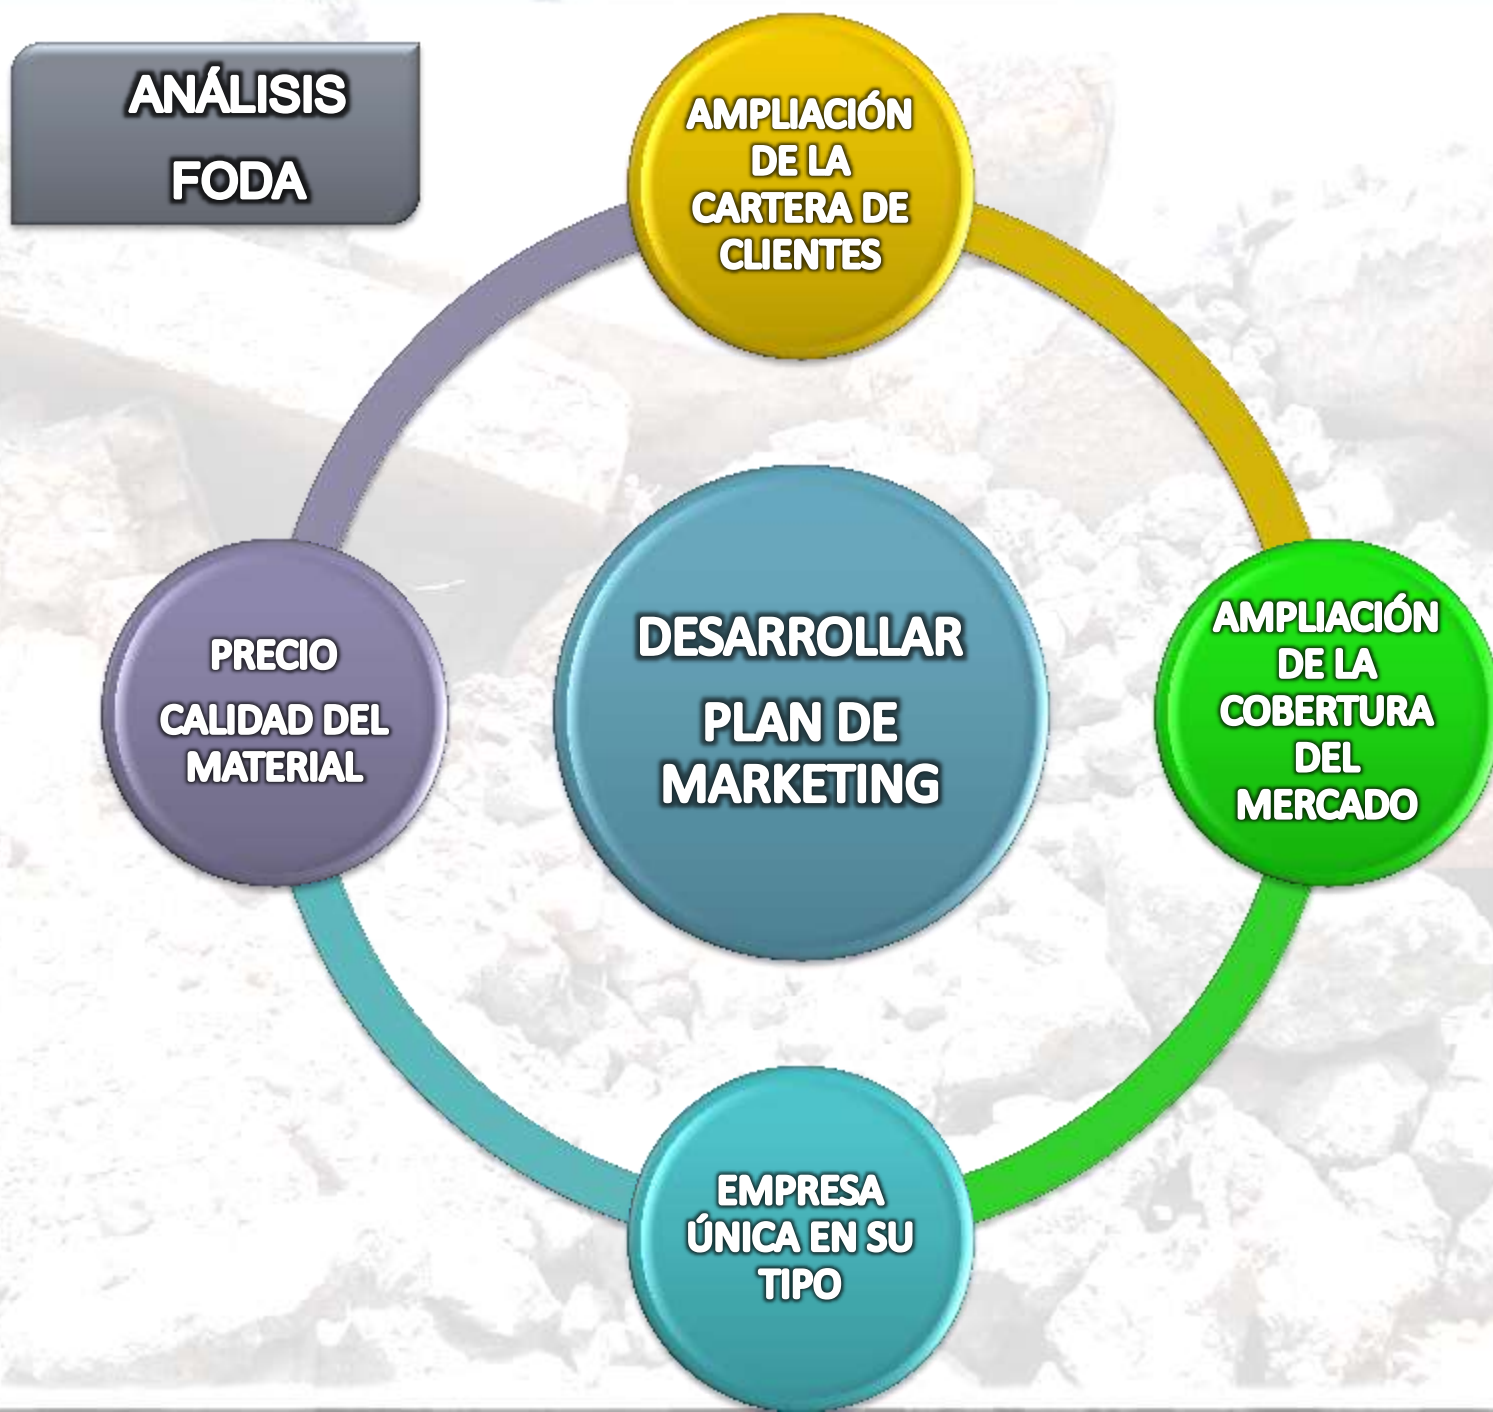 ANÁLISIS
FODA
AMPLIACIÓN
DE LA
CARTERA DE
CLIENTES
PRECIO
CALIDAD DEL
MATERIAL
DESARROLLAR
PLAN DE
MARKETING
AMPLIACIÓN
DE LA
COBERTURA
DEL
MERCADO
EMPRESA
ÚNICA EN SU
TIPO